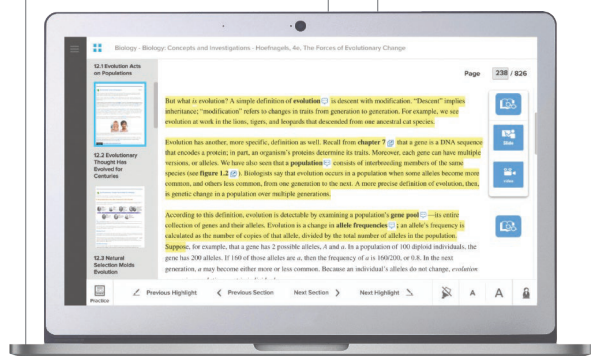 Biology - Biology: Concepts and Investigations - Hoefnagels, 4e, The Forces of Evolutionary Change
12.1 Evolution Acts
on Populations
12.2 Evolutionary
Thought Has
Evolved for
Centuries
12.3 Natural
Selection Molds
Evolution
Page 238 / 826
But what is evolution? A simple definition of evolution is descent with modification. "Descent" implies
inheritance; "modification" refers to changes in traits from generation to generation. For example, we see
evolution at work in the lions, tigers, and leopards that descended from one ancestral cat species.
Evolution has another, more specific, definition as well. Recall from chapter 7 that a gene is a DNA sequence
that encodes a protein; in part, an organism's proteins determine its traits. Moreover, each gene can have multiple
versions, or alleles. We have also seen that a population consists of interbreeding members of the same
species (see figure 1.2). Biologists say that evolution occurs in a population when some alleles become more
common, and others less common, from one generation to the next. A more precise definition of evolution, then,
is genetic change in a population over multiple generations.
According to this definition, evolution is detectable by examining a population's gene pool—its entire
collection of genes and their alleles. Evolution is a change in allele frequencies; an allele's frequency is
calculated as the number of copies of that allele, divided by the total number of alleles in the population.
Suppose, for example, that a gene has 2 possible alleles, A and a. In a population of 100 diploid individuals, the
gene has 200 alleles. If 160 of those alleles are a, then the frequency of a is 160/200, or 0.8. In the next
generation, a may become either more or less common. Because an individual's alleles do not change, evolution
Slide
Practice
Previous Highlight
Previous Section
Next Section
Next Highlight
A
A